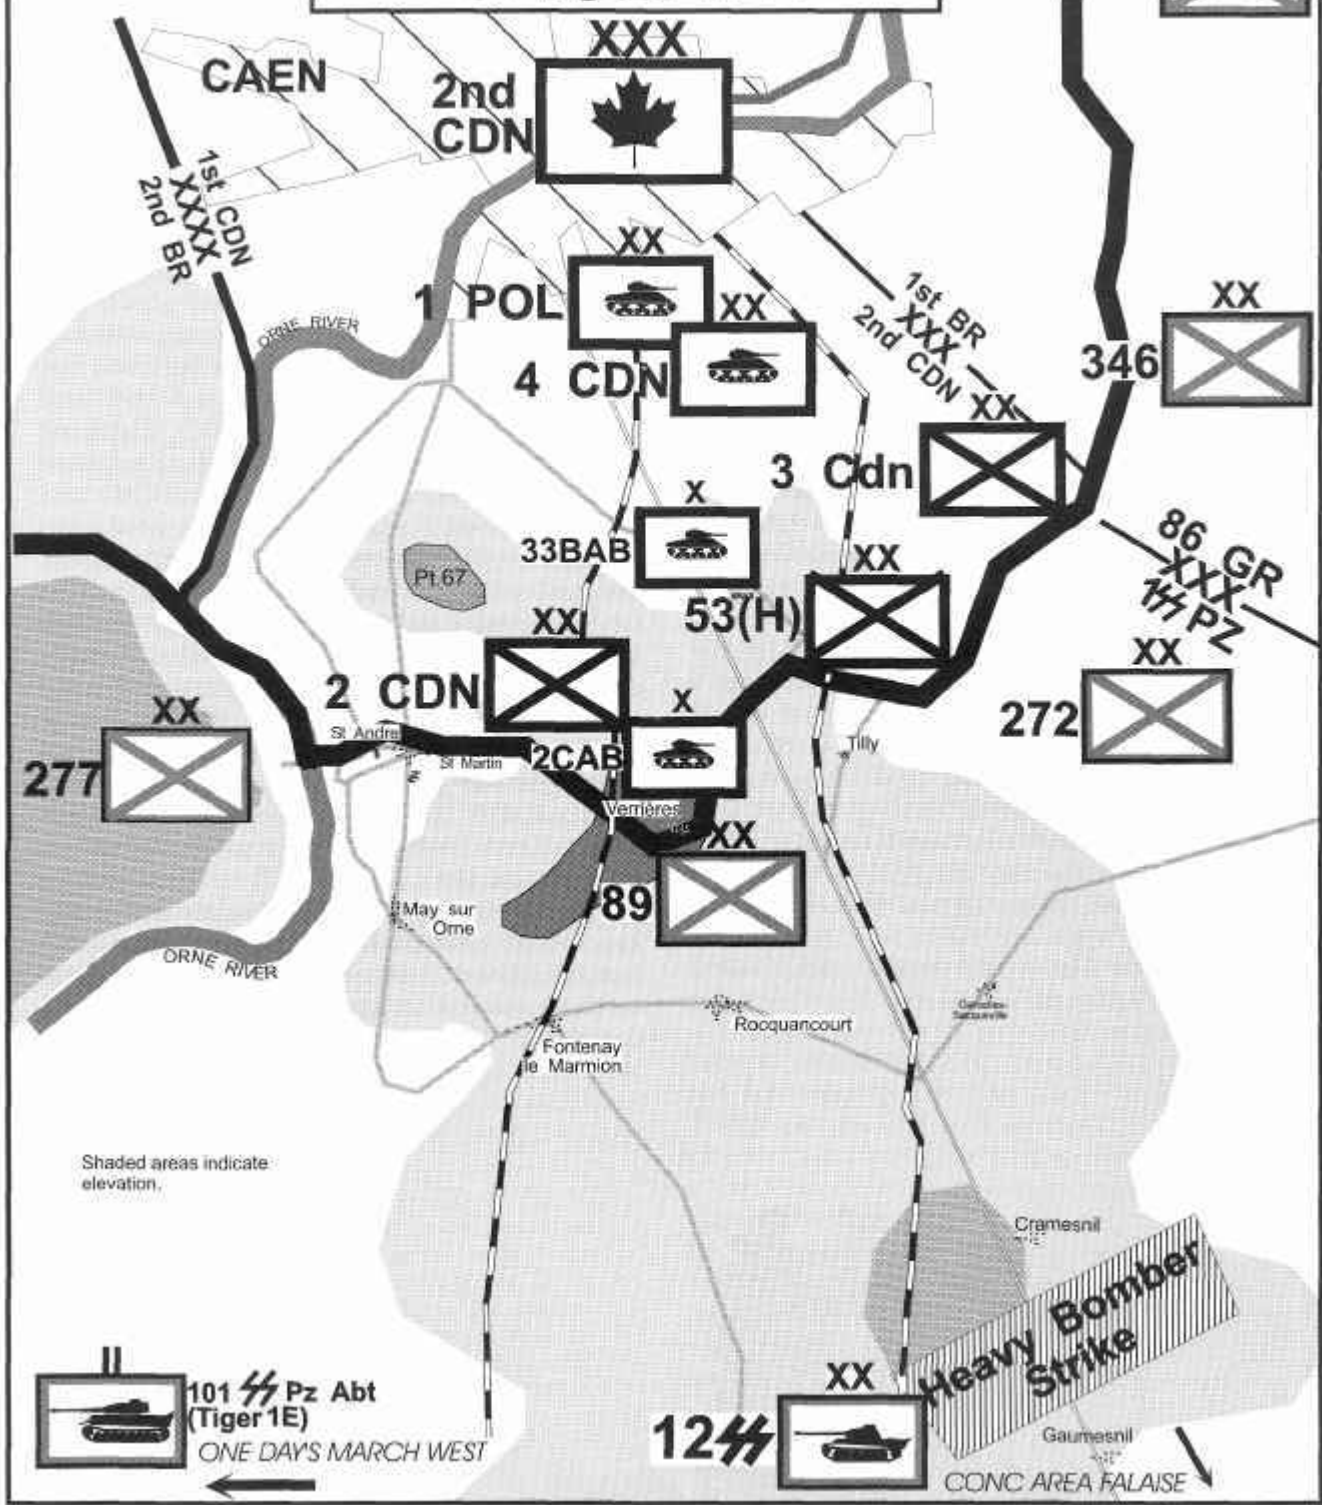 XXX
CAEN
2nd
CDN
1st CDN
XXXX
2nd BR
XX
1 POL
XX
4 CDN
ORNE RIVER
1st BR
XXX
2nd CDN
XX
346
XX
3 Cdn
X
33BAB
Pt.67
86 GR
XXX
1SS PZ
XX
53(H)
XX
2 CDN
XX
272
XX
277
St Andre
St Martin
X
2CAB
Tilly
Verrières
XX
89
May sur
Orne
ORNE RIVER
Rocquancourt
Fontenay
le Marmion
Shaded areas indicate
elevation.
Cramesnil
Heavy Bomber
Strike
II
101 SS Pz Abt
(Tiger 1E)
ONE DAY'S MARCH WEST
XX
12SS
Gaumesnil
CONC AREA FALAISE